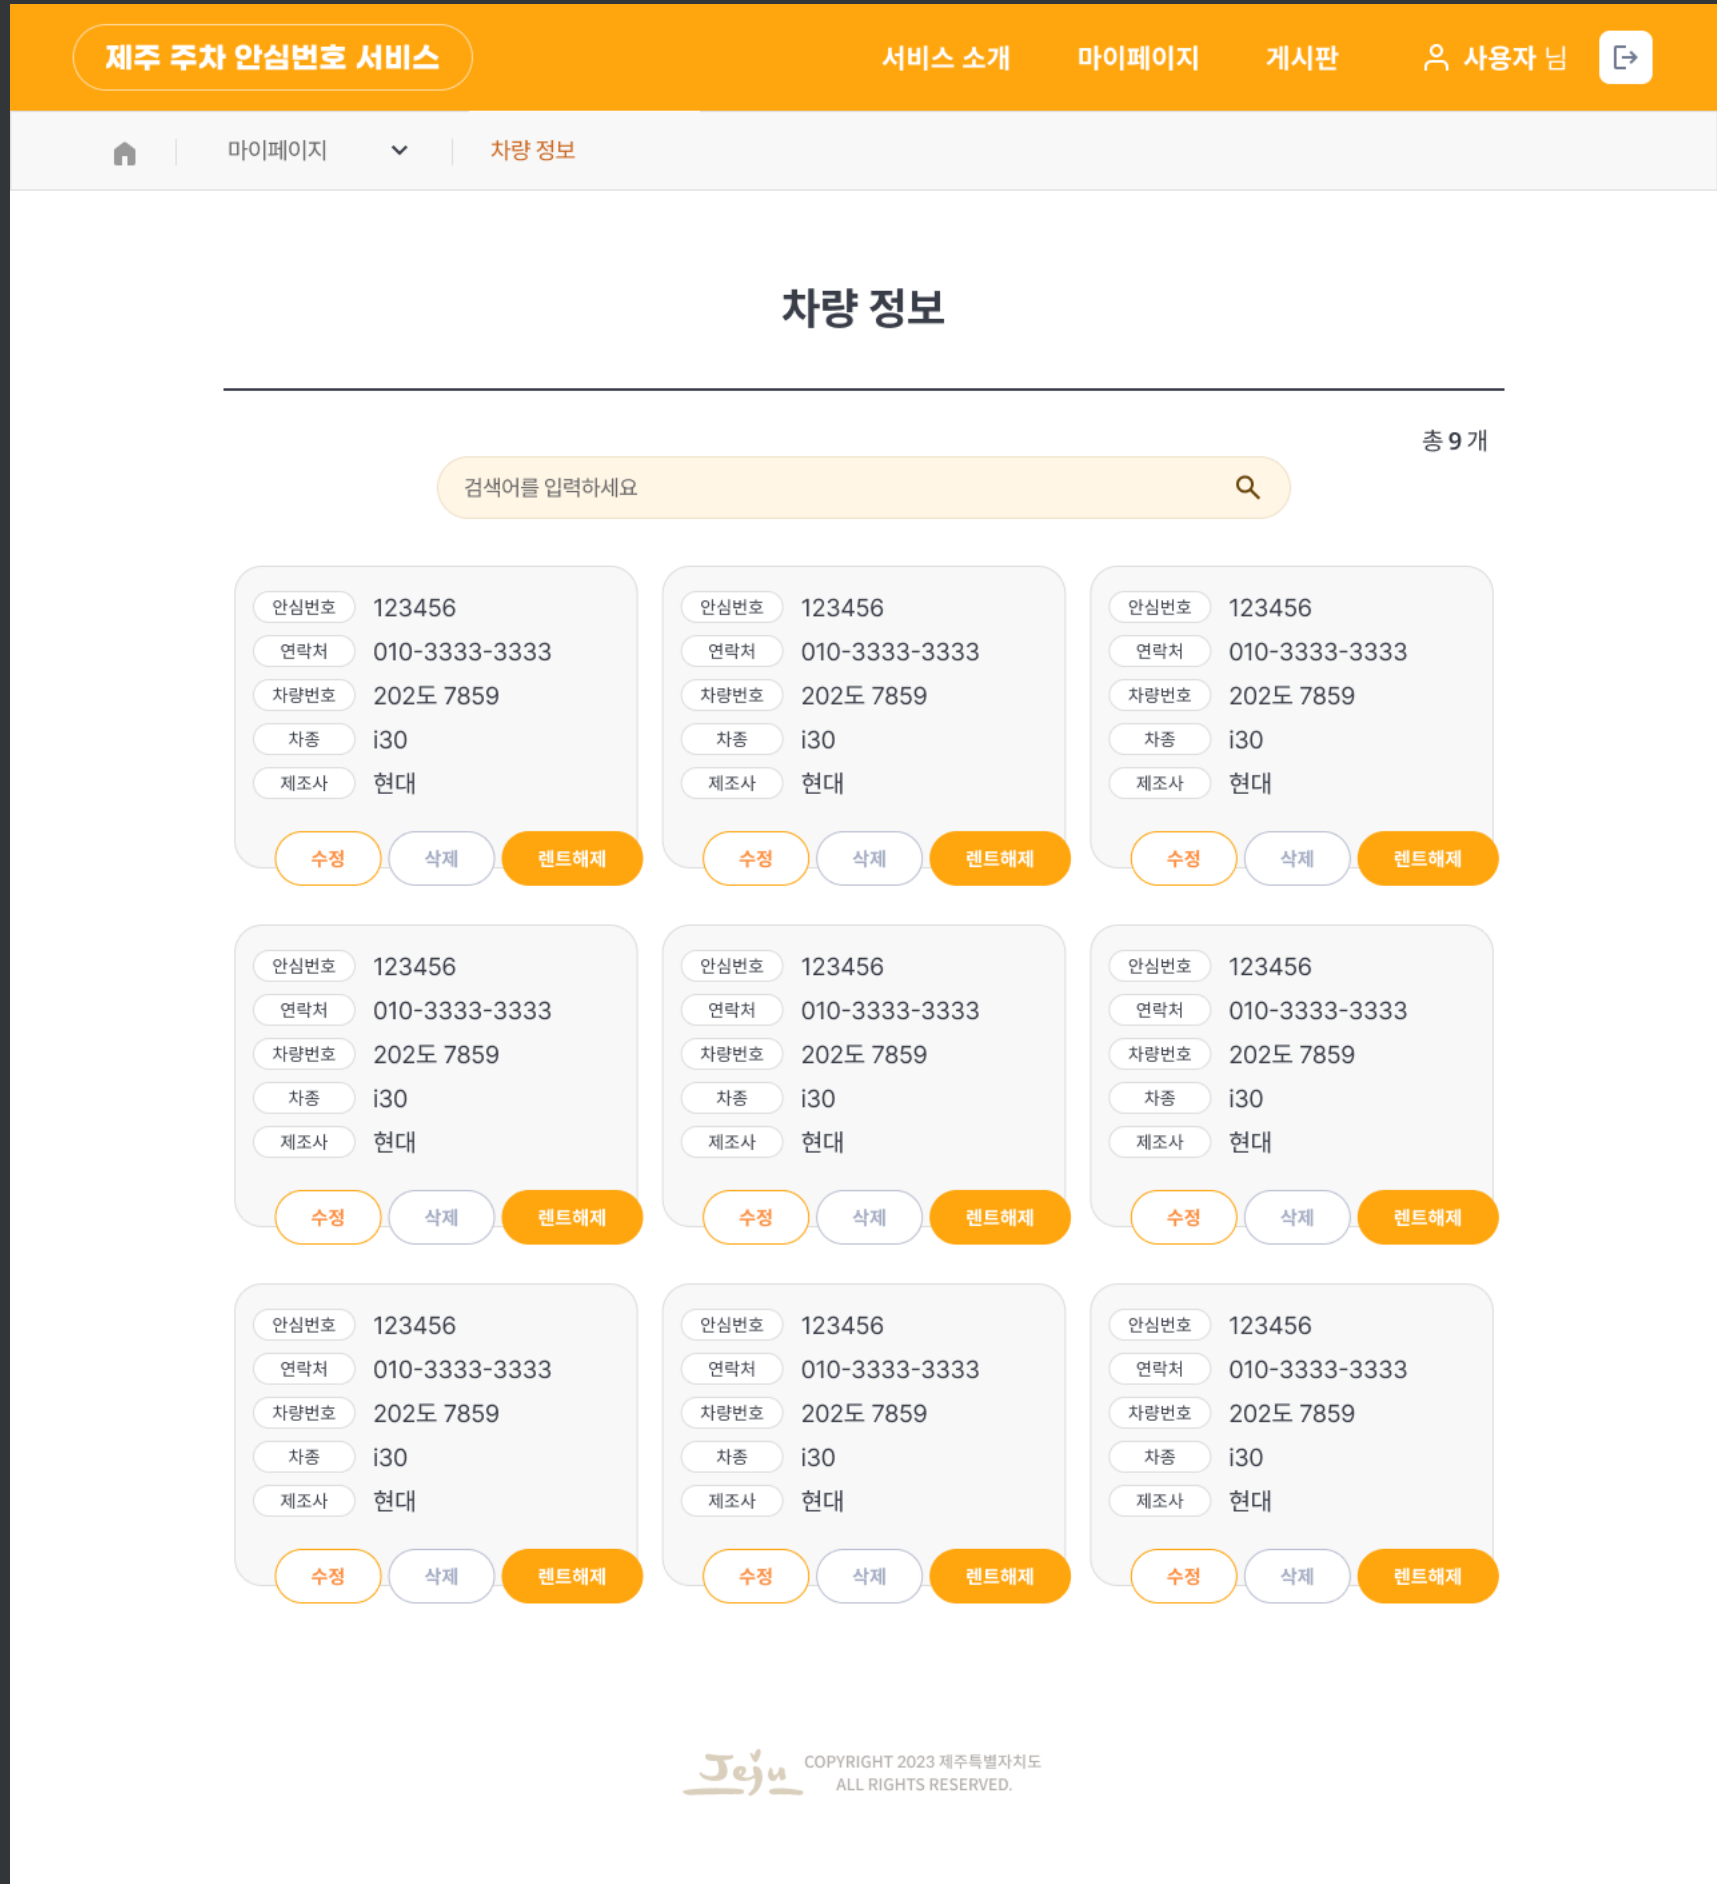 제주 주차 안심번호 서비스
서비스 소개 마이페이지 게시판 사용자 님
마이페이지 차량 정보
차량 정보
총 9 개
검색어를 입력하세요
안심번호 123456 안심번호 123456 안심번호 123456
연락처 010-3333-3333 연락처 010-3333-3333 연락처 010-3333-3333
차량번호 202도 7859 차량번호 202도 7859 차량번호 202도 7859
차종 i30 차종 i30 차종 i30
제조사 현대 제조사 현대 제조사 현대
수정 삭제 렌트해제 수정 삭제 렌트해제 수정 삭제 렌트해제
안심번호 123456 안심번호 123456 안심번호 123456
연락처 010-3333-3333 연락처 010-3333-3333 연락처 010-3333-3333
차량번호 202도 7859 차량번호 202도 7859 차량번호 202도 7859
차종 i30 차종 i30 차종 i30
제조사 현대 제조사 현대 제조사 현대
수정 삭제 렌트해제 수정 삭제 렌트해제 수정 삭제 렌트해제
안심번호 123456 안심번호 123456 안심번호 123456
연락처 010-3333-3333 연락처 010-3333-3333 연락처 010-3333-3333
차량번호 202도 7859 차량번호 202도 7859 차량번호 202도 7859
차종 i30 차종 i30 차종 i30
제조사 현대 제조사 현대 제조사 현대
수정 삭제 렌트해제 수정 삭제 렌트해제 수정 삭제 렌트해제
Jeju COPYRIGHT 2023 제주특별자치도
ALL RIGHTS RESERVED.